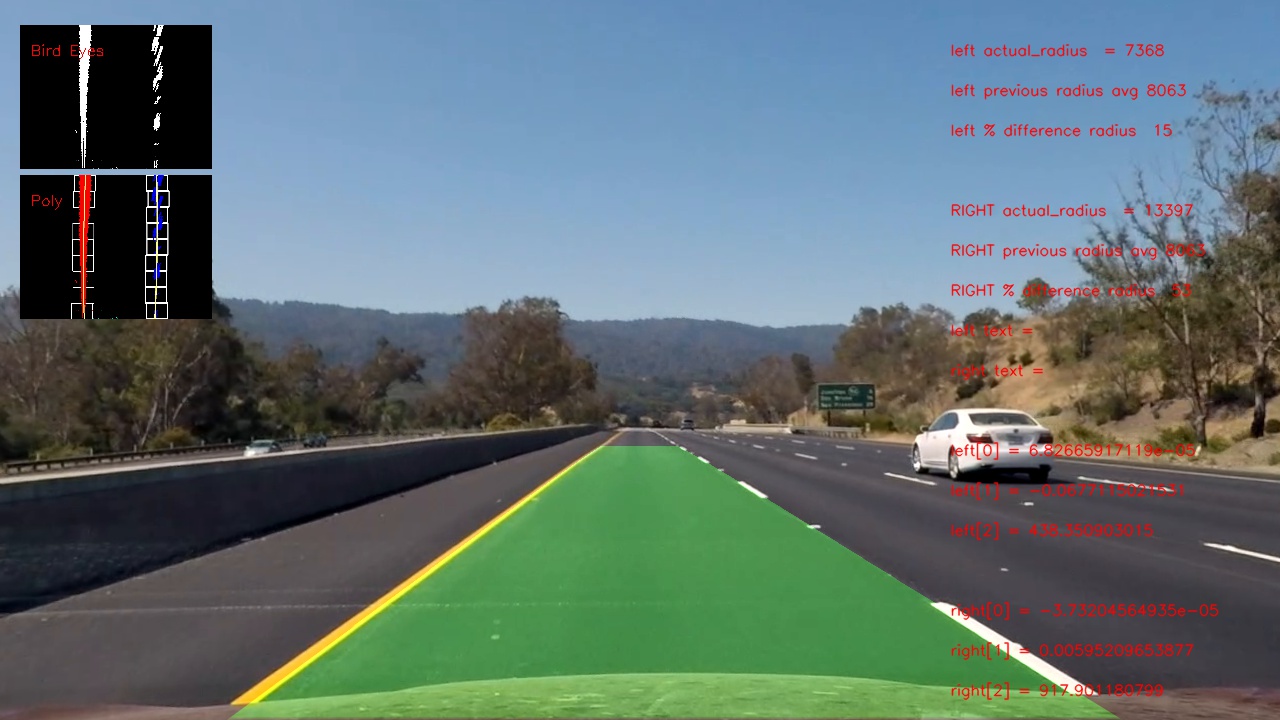 Bird Eyes
Poly
left actual_radius = 7368
left previous radius avg 8063
left % difference radius 15
RIGHT actual_radius = 13397
RIGHT previous radius avg 8063
RIGHT % difference radius 53
left text =
right text =
left[0] = 6.82665917119e-05
left[1] = -0.0677115021531
left[2] = 438.350903015
right[0] = -3.73204564935e-05
right[1] = 0.00595209653877
right[2] = 917.901180799